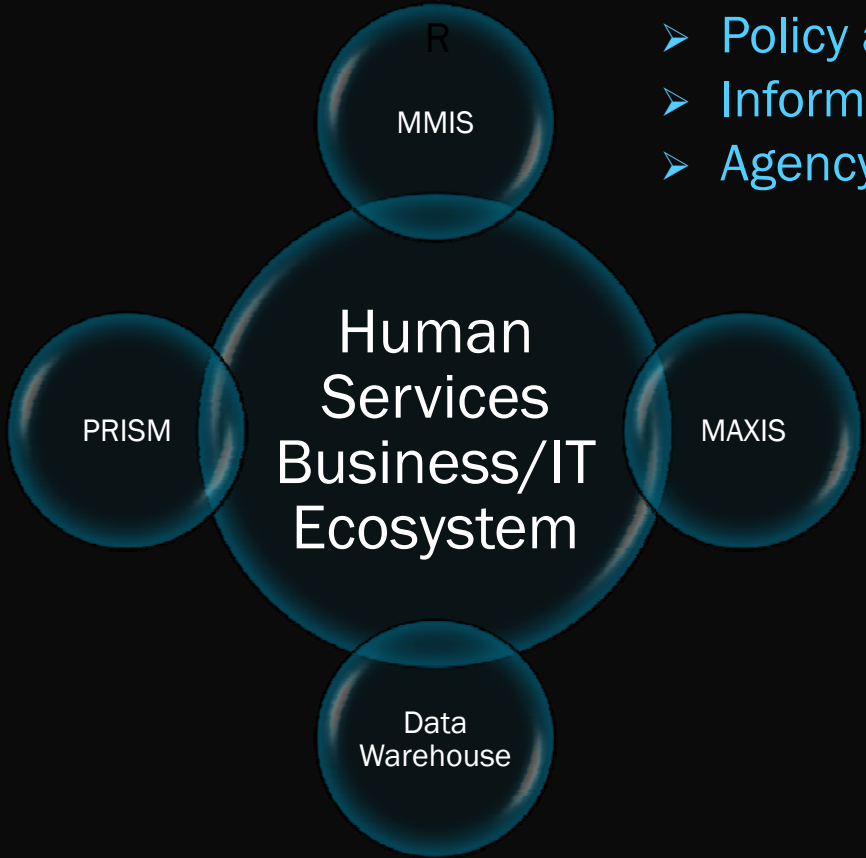 R
MMIS
➢ Policy
➢ Inform
➢ Agency
Human
Services
Business/IT
Ecosystem
PRISM
MAXIS
Data
Warehouse